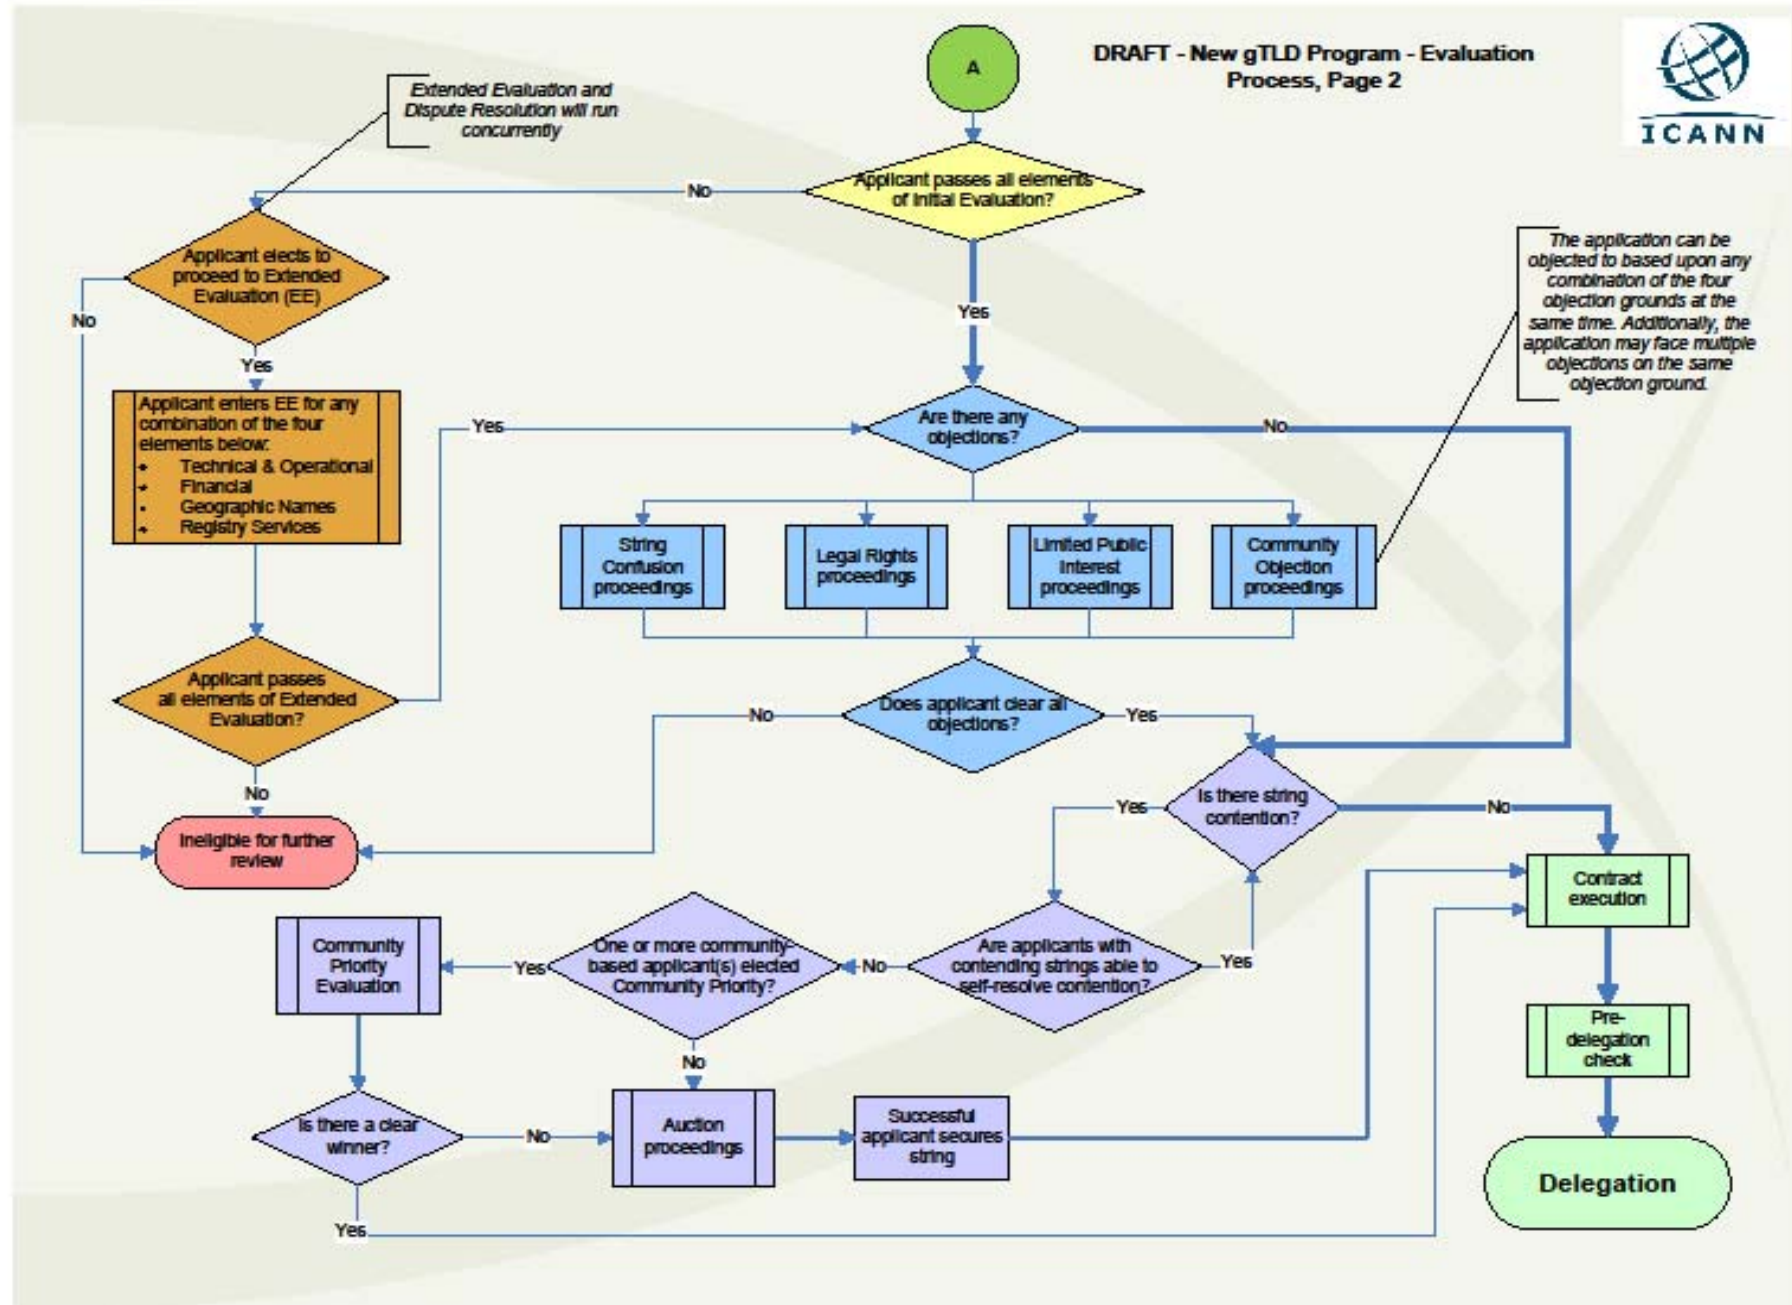 A
DRAFT - New gTLD Program - Evaluation
Process, Page 2
ICANN
Extended Evaluation and
Dispute Resolution will run
concurrently
Applicant passes all elements
of Initial Evaluation?
No
Yes
Applicant elects to
proceed to Extended
Evaluation (EE)
No
Yes
The application can be
objected to based upon any
combination of the four
objection grounds at the
same time. Additionally, the
application may face multiple
objections on the same
objection ground.
Applicant enters EE for any
combination of the four
elements below:
• Technical & Operational
• Financial
• Geographic Names
• Registry Services
Yes
Are there any
objections?
No
String
Confusion
proceedings
Legal Rights
proceedings
Limited Public
Interest
proceedings
Community
Objection
proceedings
Applicant passes
all elements of Extended
Evaluation?
No
Does applicant clear all
objections?
No
Yes
Ineligible for further
review
Is there string
contention?
Yes
No
Contract
execution
Community
Priority
Evaluation
Yes
One or more community-
based applicant(s) elected
Community Priority?
No
No
Are applicants with
contending strings able to
self-resolve contention?
Yes
Pre-
delegation
check
Is there a clear
winner?
No
Yes
Auction
proceedings
Successful
applicant secures
string
Delegation